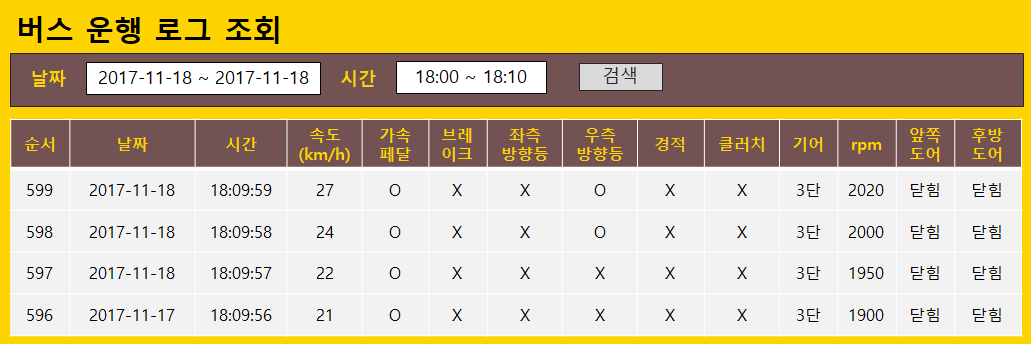 버스 운행 로그 조회
날짜 2017-11-18 ~ 2017-11-18 시간 18:00 ~ 18:10 검색
순서 날짜 시간 속도 (km/h) 가속 페달 브레이크 좌측 방향등 우측 방향등 경적 클러치 기어 rpm 앞쪽 도어 후방 도어
599 2017-11-18 18:09:59 27 O X X O X X 3단 2020 닫힘 닫힘
598 2017-11-18 18:09:58 24 O X X O X X 3단 2000 닫힘 닫힘
597 2017-11-18 18:09:57 22 O X X X X X 3단 1950 닫힘 닫힘
596 2017-11-17 18:09:56 21 O X X X X X 3단 1900 닫힘 닫힘